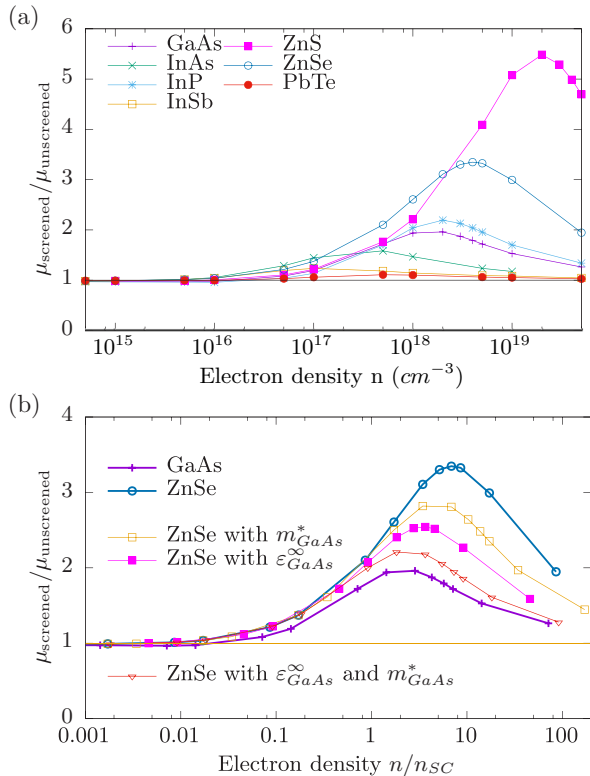 (a)
6
5
4
3
2
1
0
μscreened/μunscreened
GaAs
InAs
InP
InSb
ZnS
ZnSe
PbTe
10^15 10^16 10^17 10^18 10^19
Electron density n (cm^−3)
(b)
4
3
2
1
0
μscreened/μunscreened
GaAs
ZnSe
ZnSe with m*GaAs
ZnSe with ε∞GaAs
ZnSe with ε∞GaAs and m*GaAs
0.001 0.01 0.1 1 10 100
Electron density n/nSC